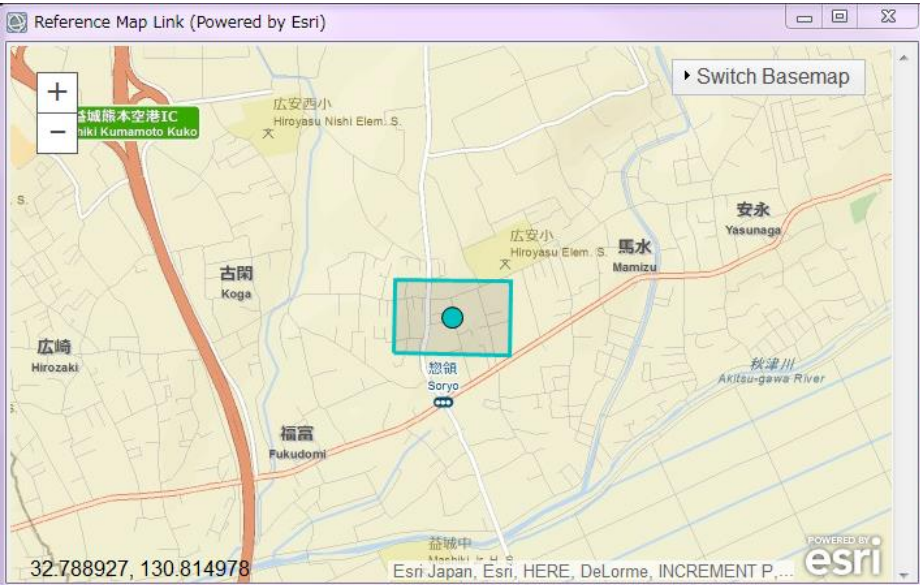 Reference Map Link (Powered by Esri)
+
−
Switch Basemap
益城熊本空港IC
hiki Kumamoto Kuko
広安西小
Hiroyasu Nishi Elem. S.
S.
安永
Yasunaga
広安小
Hiroyasu Elem. S.
馬水
Mamizu
古閑
Koga
広崎
Hirozaki
惣領
Soryo
秋津川
Akitsu-gawa River
福富
Fukudomi
益城中
Mashiki Jr. H. S.
32.788927, 130.814978
Esri Japan, Esri, HERE, DeLorme, INCREMENT P,...
POWERED BY
esri